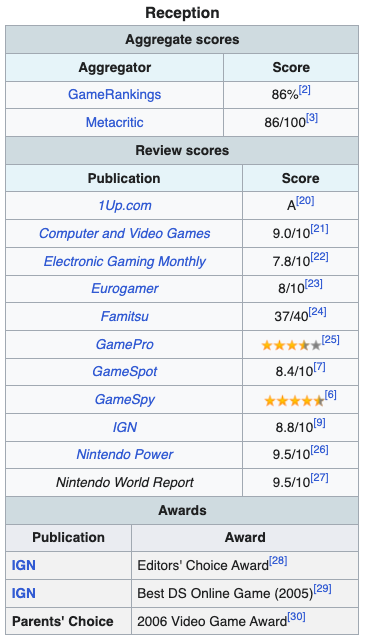 Reception
Aggregate scores
Aggregator Score
GameRankings 86%[2]
Metacritic 86/100[3]
Review scores
Publication Score
1Up.com A[20]
Computer and Video Games 9.0/10[21]
Electronic Gaming Monthly 7.8/10[22]
Eurogamer 8/10[23]
Famitsu 37/40[24]
GamePro ★★★★★[25]
GameSpot 8.4/10[7]
GameSpy ★★★★★[6]
IGN 8.8/10[9]
Nintendo Power 9.5/10[26]
Nintendo World Report 9.5/10[27]
Awards
Publication Award
IGN Editors' Choice Award[28]
IGN Best DS Online Game (2005)[29]
Parents' Choice 2006 Video Game Award[30]